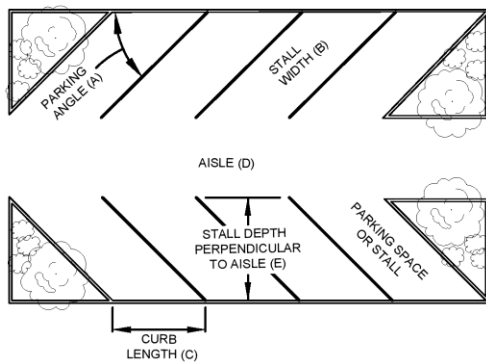 PARKING
ANGLE (A)
STALL
WIDTH (B)
AISLE (D)
STALL DEPTH
PERPENDICULAR
TO AISLE (E)
PARKING SPACE
OR STALL
CURB
LENGTH (C)